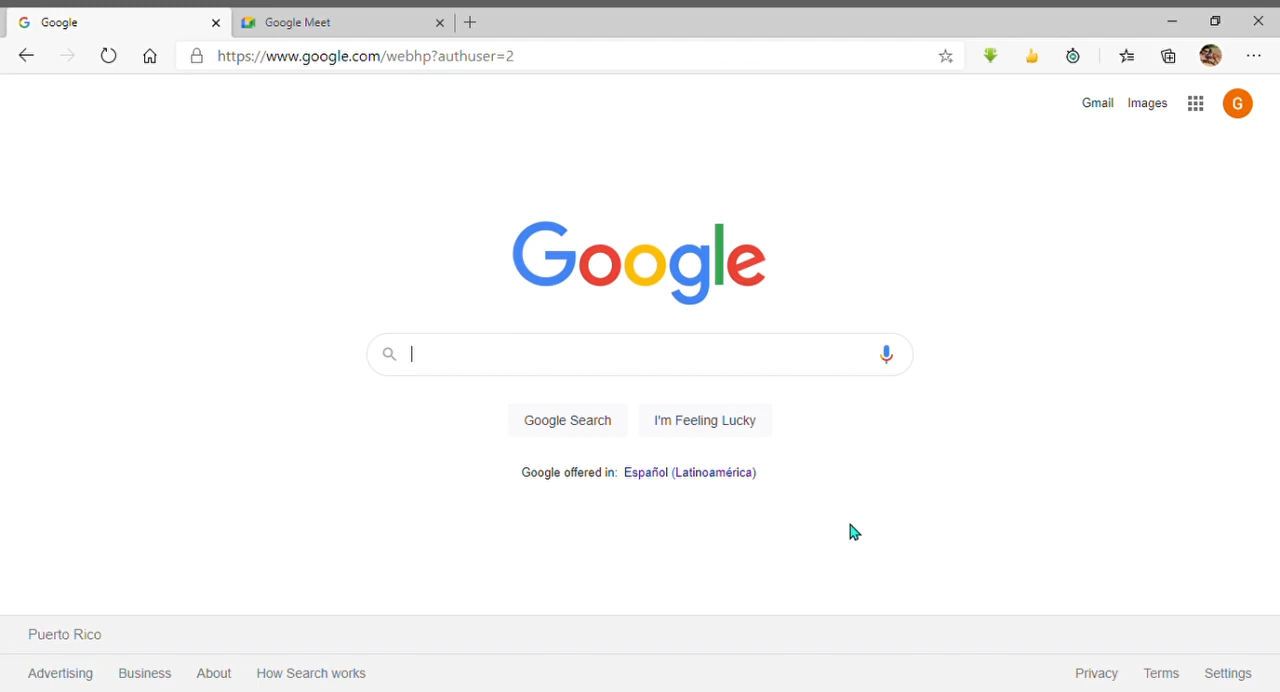 Google
Google Meet
https://www.google.com/webhp?authuser=2
Gmail Images
G
Google
Google Search
I'm Feeling Lucky
Google offered in: Español (Latinoamérica)
Puerto Rico
Advertising Business About How Search works
Privacy Terms Settings